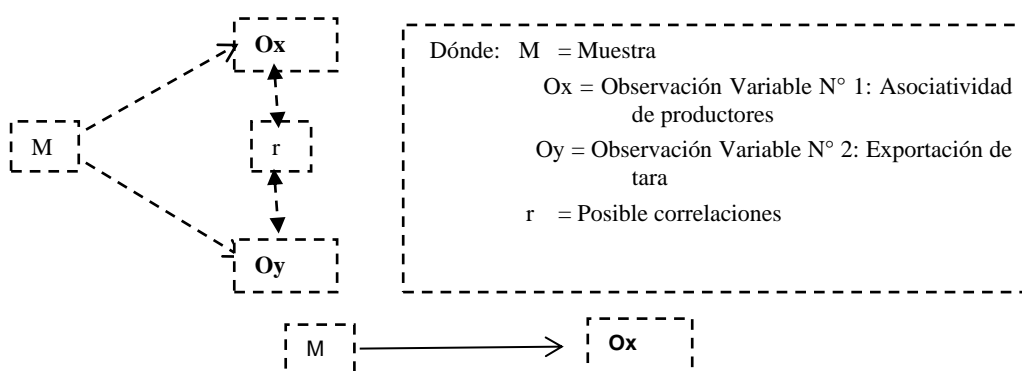 Ox
M
r
Oy
Dónde: M = Muestra
Ox = Observación Variable N° 1: Asociatividad
de productores
Oy = Observación Variable N° 2: Exportación de
tara
r = Posible correlaciones
M
Ox